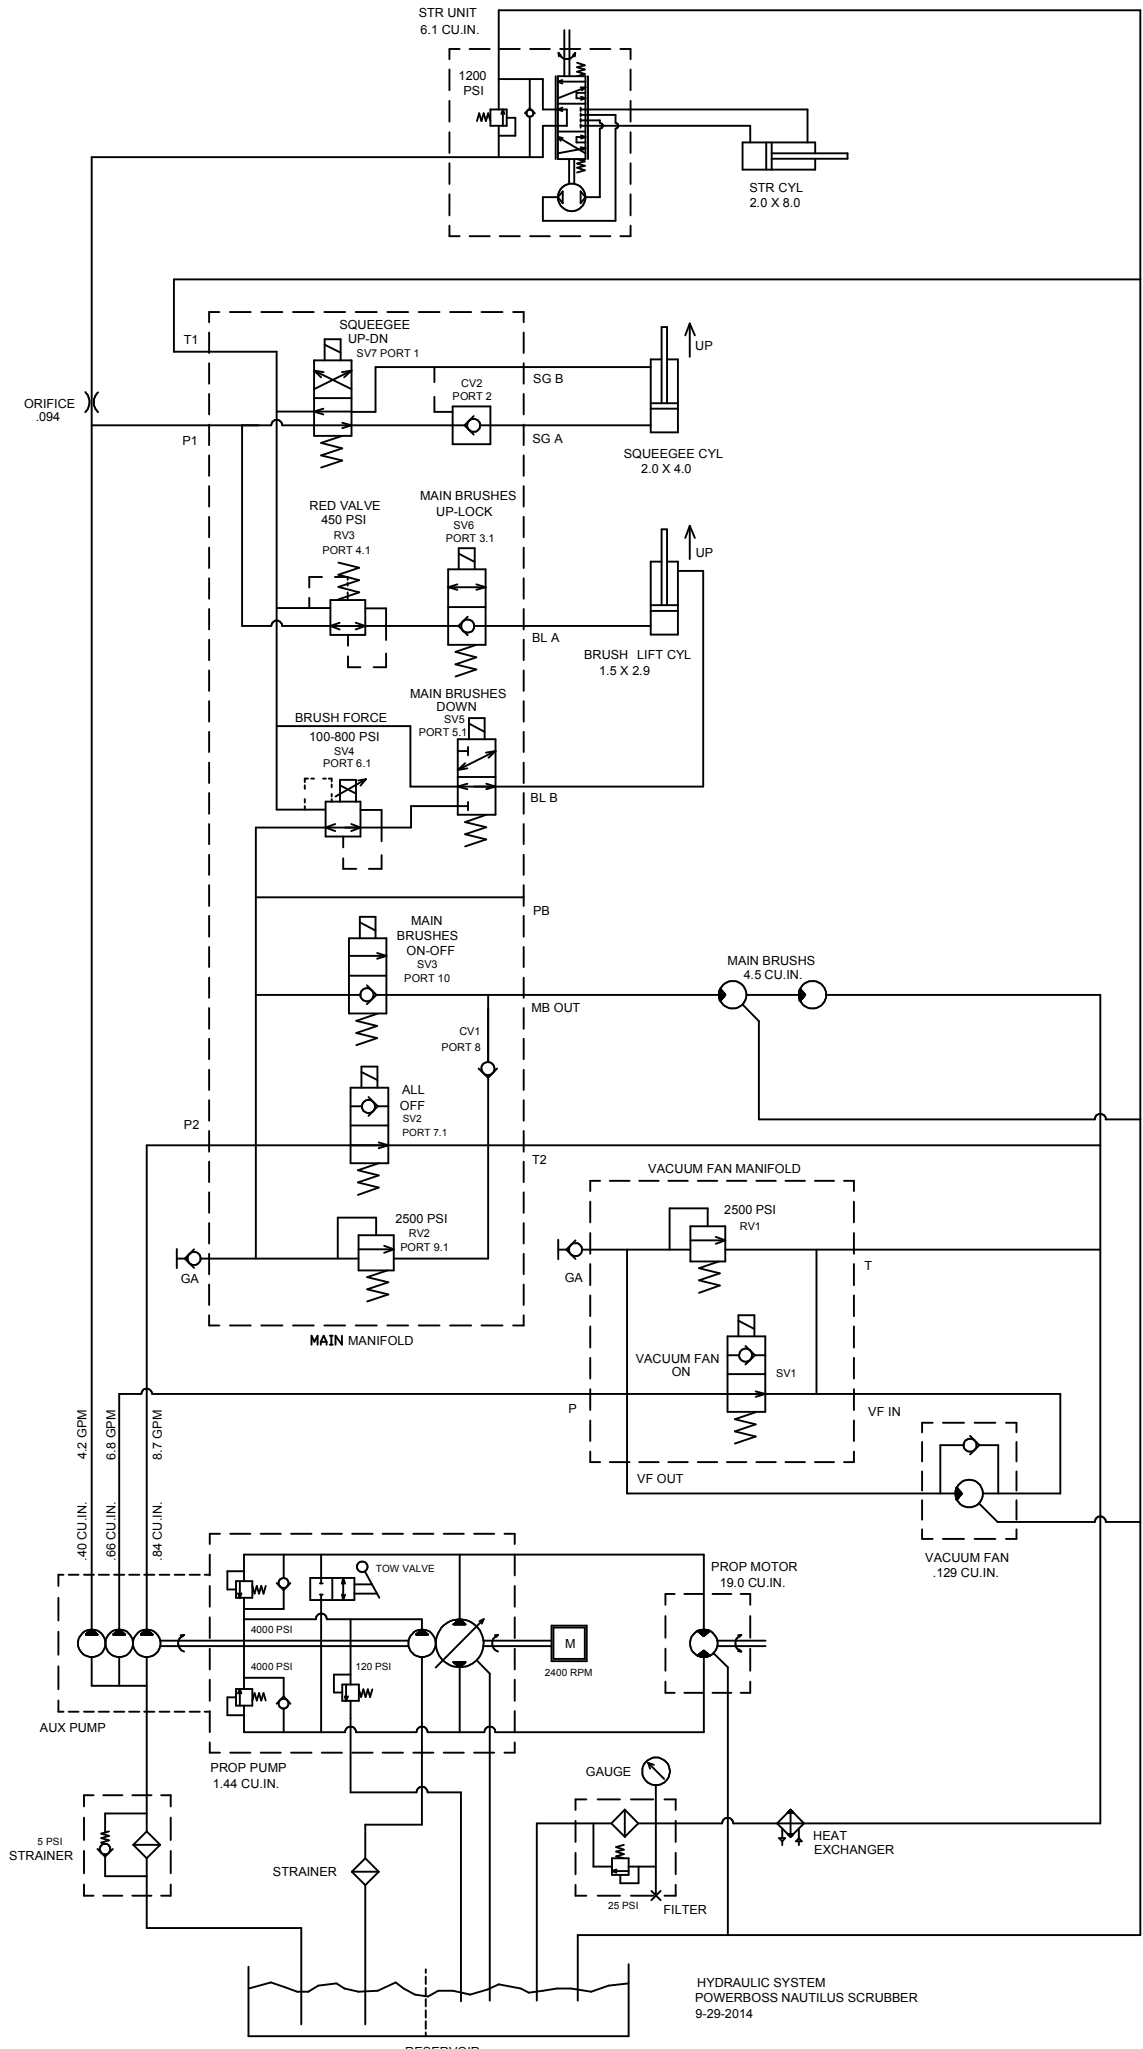 STR UNIT
6.1 CU.IN.
1200
PSI
STR CYL
2.0 X 8.0
SQUEEGEE
UP-DN
SV7 PORT 1
T1
UP
CV2
PORT 2
SG B
ORIFICE
.094
P1
SG A
SQUEEGEE CYL
2.0 X 4.0
RED VALVE
450 PSI
RV3
PORT 4.1
MAIN BRUSHES
UP-LOCK
SV6
PORT 3.1
UP
BL A
BRUSH LIFT CYL
1.5 X 2.9
MAIN BRUSHES
DOWN
SV5
PORT 5.1
BRUSH FORCE
100-800 PSI
SV4
PORT 6.1
BL B
PB
MAIN
BRUSHES
ON-OFF
SV3
PORT 10
MAIN BRUSHS
4.5 CU.IN.
MB OUT
CV1
PORT 8
ALL
OFF
SV2
PORT 7.1
P2
T2
VACUUM FAN MANIFOLD
2500 PSI
RV2
PORT 9.1
2500 PSI
RV1
GA
GA
T
MAIN MANIFOLD
VACUUM FAN
ON
SV1
P
VF IN
4.2 GPM
6.8 GPM
8.7 GPM
VF OUT
.40 CU.IN.
.66 CU.IN.
.84 CU.IN.
VACUUM FAN
.129 CU.IN.
TOW VALVE
PROP MOTOR
19.0 CU.IN.
4000 PSI
4000 PSI
120 PSI
M
2400 RPM
AUX PUMP
PROP PUMP
1.44 CU.IN.
GAUGE
5 PSI
STRAINER
STRAINER
HEAT
EXCHANGER
25 PSI
FILTER
HYDRAULIC SYSTEM
POWERBOSS NAUTILUS SCRUBBER
9-29-2014